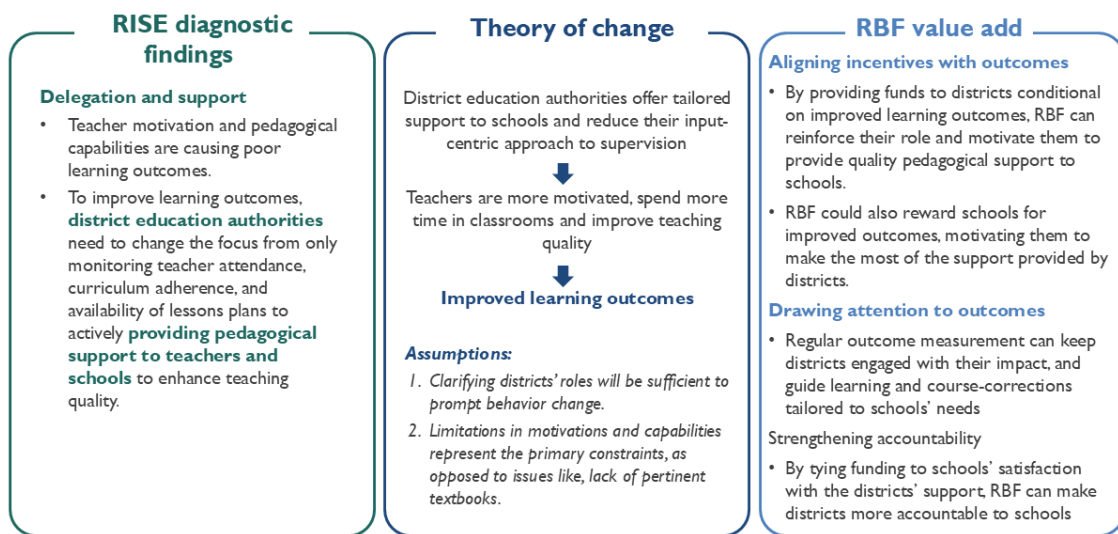 RISE diagnostic
findings
Delegation and support
• Teacher motivation and pedagogical
capabilities are causing poor
learning outcomes.
• To improve learning outcomes,
district education authorities
need to change the focus from only
monitoring teacher attendance,
curriculum adherence, and
availability of lessons plans to
actively providing pedagogical
support to teachers and
schools to enhance teaching
quality.
Theory of change
District education authorities offer tailored
support to schools and reduce their input-
centric approach to supervision
Teachers are more motivated, spend more
time in classrooms and improve teaching
quality
Improved learning outcomes
Assumptions:
1. Clarifying districts' roles will be sufficient to
prompt behavior change.
2. Limitations in motivations and capabilities
represent the primary constraints, as
opposed to issues like, lack of pertinent
textbooks.
RBF value add
Aligning incentives with outcomes
• By providing funds to districts conditional
on improved learning outcomes, RBF can
reinforce their role and motivate them to
provide quality pedagogical support to
schools.
• RBF could also reward schools for
improved outcomes, motivating them to
make the most of the support provided by
districts.
Drawing attention to outcomes
• Regular outcome measurement can keep
districts engaged with their impact, and
guide learning and course-corrections
tailored to schools' needs
Strengthening accountability
• By tying funding to schools' satisfaction
with the districts' support, RBF can make
districts more accountable to schools